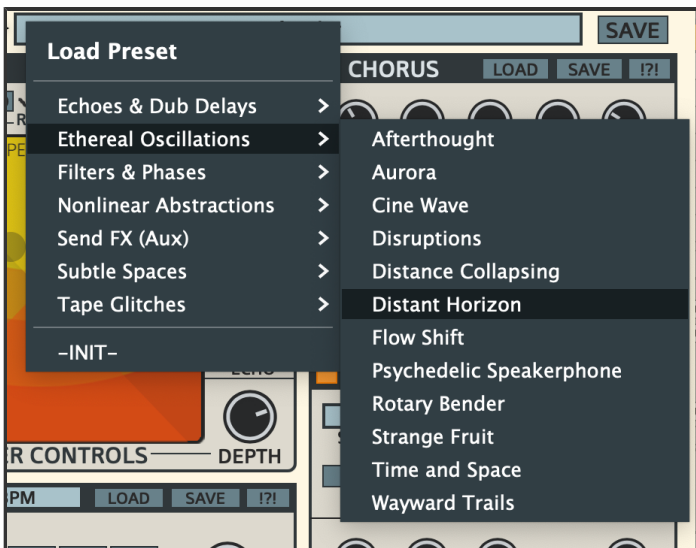 SAVE
Load Preset
CHORUS LOAD SAVE !?!
Echoes & Dub Delays
Ethereal Oscillations
Filters & Phases
Nonlinear Abstractions
Send FX (Aux)
Subtle Spaces
Tape Glitches
–INIT–
Afterthought
Aurora
Cine Wave
Disruptions
Distance Collapsing
Distant Horizon
Flow Shift
Psychedelic Speakerphone
Rotary Bender
Strange Fruit
Time and Space
Wayward Trails
ECHO
R CONTROLS DEPTH
BPM LOAD SAVE !?!